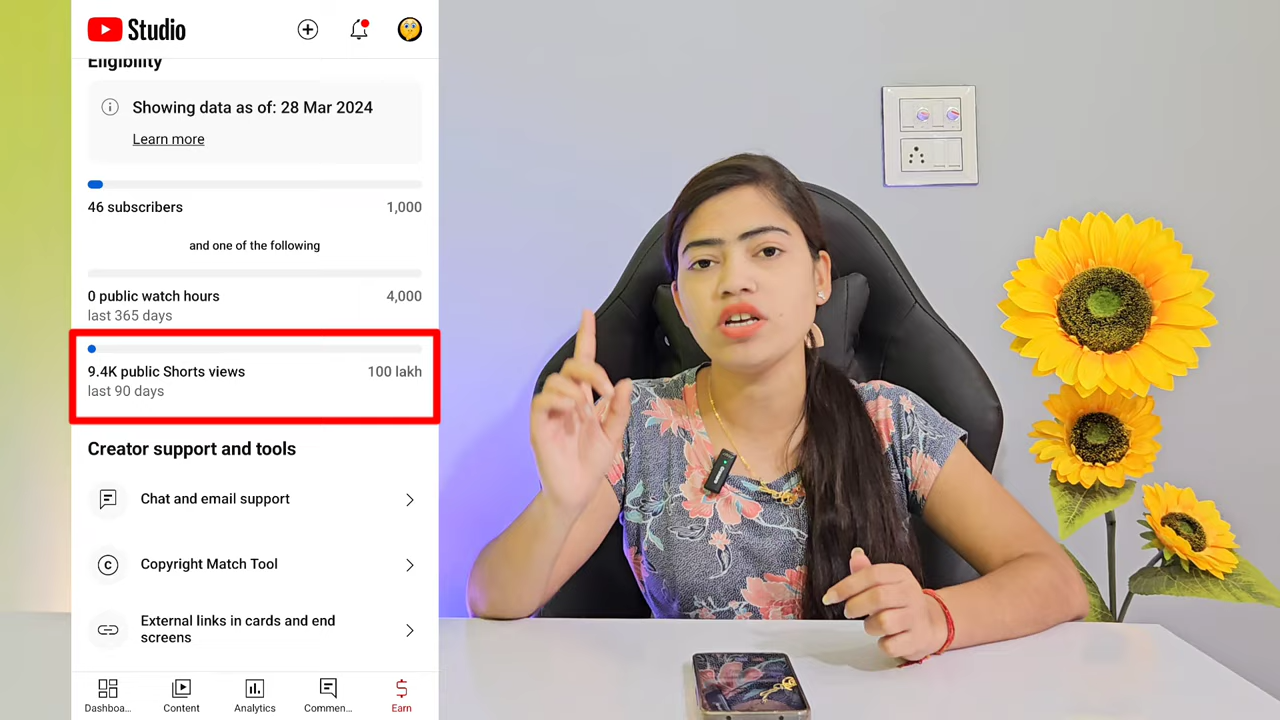 Studio
Eligibility
Showing data as of: 28 Mar 2024
Learn more
46 subscribers 1,000
and one of the following
0 public watch hours 4,000
last 365 days
9.4K public Shorts views 100 lakh
last 90 days
Creator support and tools
Chat and email support
Copyright Match Tool
External links in cards and end
screens
Dashboa... Content Analytics Commen... Earn